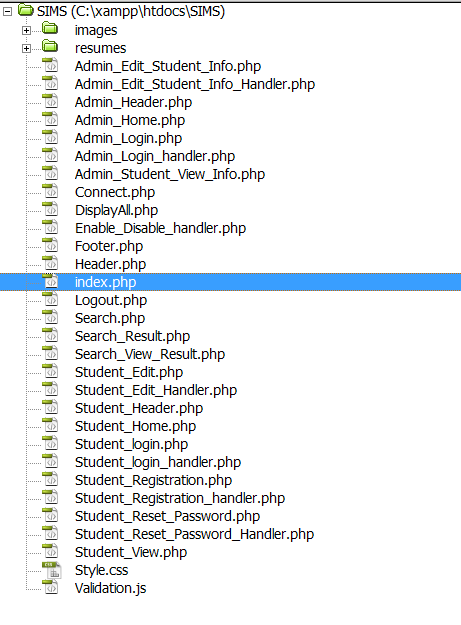 SIMS (C:\xampp\htdocs\SIMS)
images
resumes
Admin_Edit_Student_Info.php
Admin_Edit_Student_Info_Handler.php
Admin_Header.php
Admin_Home.php
Admin_Login.php
Admin_Login_handler.php
Admin_Student_View_Info.php
Connect.php
DisplayAll.php
Enable_Disable_handler.php
Footer.php
Header.php
index.php
Logout.php
Search.php
Search_Result.php
Search_View_Result.php
Student_Edit.php
Student_Edit_Handler.php
Student_Header.php
Student_Home.php
Student_login.php
Student_login_handler.php
Student_Registration.php
Student_Registration_handler.php
Student_Reset_Password.php
Student_Reset_Password_Handler.php
Student_View.php
Style.css
Validation.js